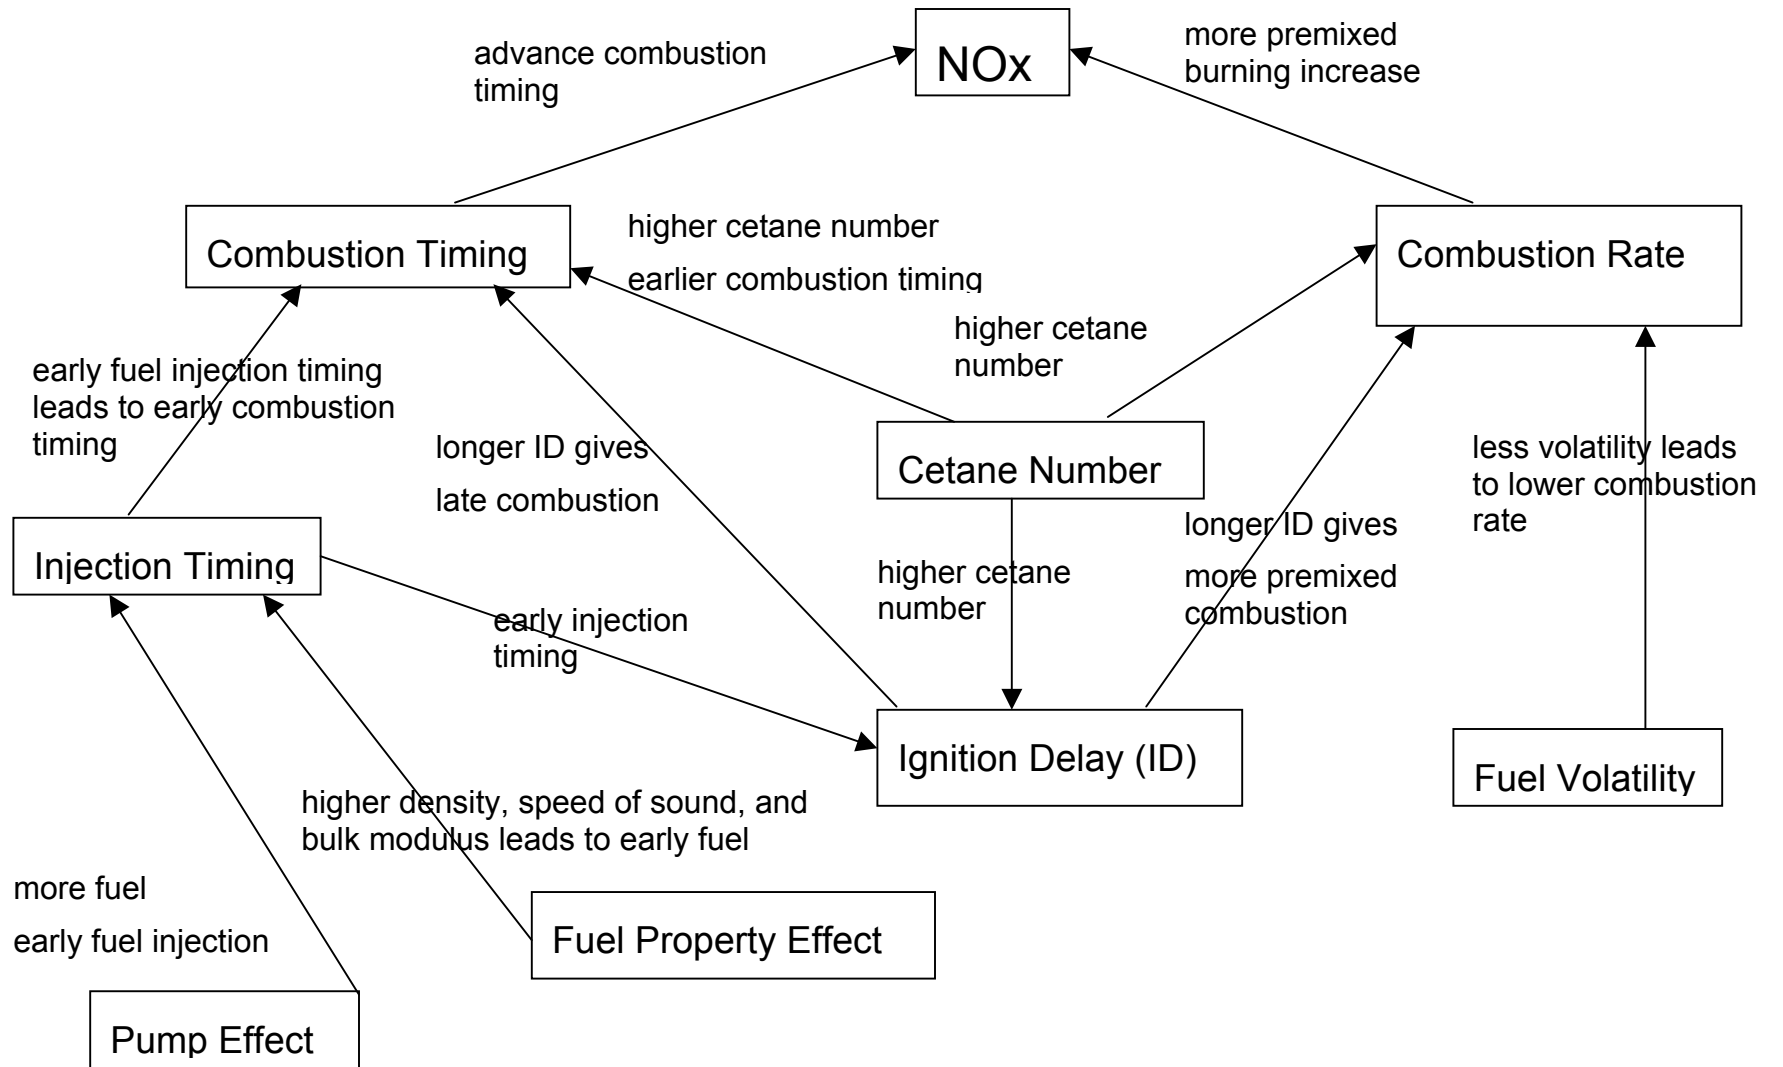 NOx
advance combustion
timing
more premixed
burning increase
Combustion Timing
higher cetane number
earlier combustion timing
Combustion Rate
higher cetane
number
early fuel injection timing
leads to early combustion
timing
longer ID gives
late combustion
Cetane Number
less volatility leads
to lower combustion
rate
Injection Timing
longer ID gives
more premixed
combustion
higher cetane
number
early injection
timing
Ignition Delay (ID)
Fuel Volatility
higher density, speed of sound, and
bulk modulus leads to early fuel
more fuel
early fuel injection
Fuel Property Effect
Pump Effect